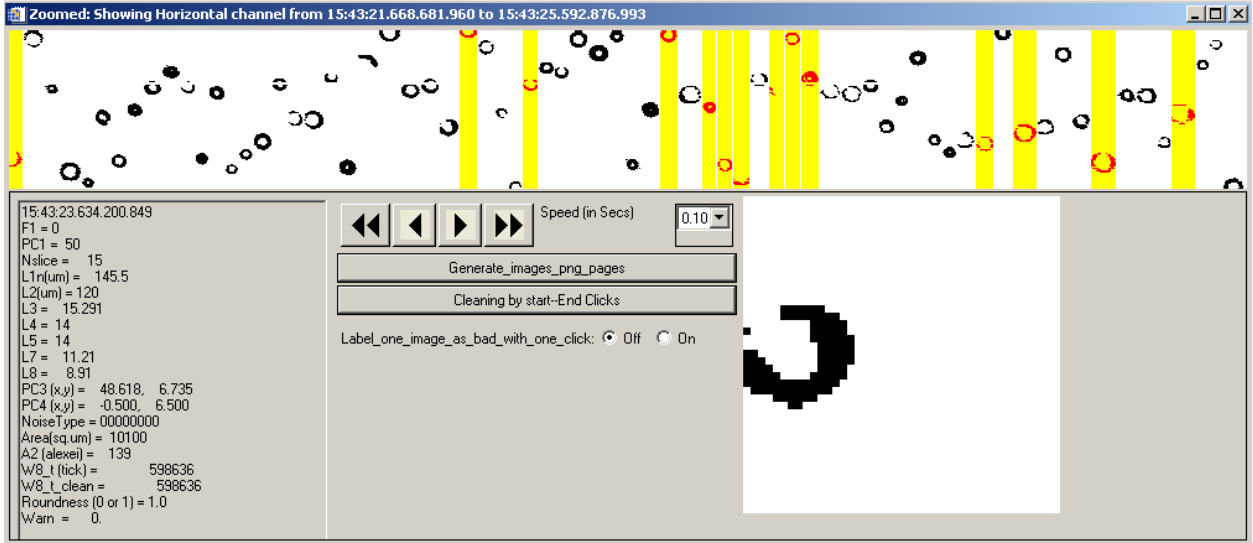 Zoomed: Showing Horizontal channel from 15:43:21.668.681.960 to 15:43:25.592.876.993
15:43:23.634.200.849
F1 = 0
PC1 = 50
Nslice = 15
L1n(um) = 145.5
L2(um) = 120
L3 = 15.291
L4 = 14
L5 = 14
L7 = 11.21
L8 = 8.91
PC3 (x,y) = 48.618, 6.735
PC4 (x,y) = -0.500, 6.500
NoiseType = 00000000
Area(sq.um) = 10100
A2 (alexei) = 139
W8_t (tick) = 598636
W8_t_clean = 598636
Roundness (0 or 1) = 1.0
Warn = 0.
Speed (in Secs) 0.10
Generate_images_png_pages
Cleaning by start--End Clicks
Label_one_image_as_bad_with_one_click: Off On